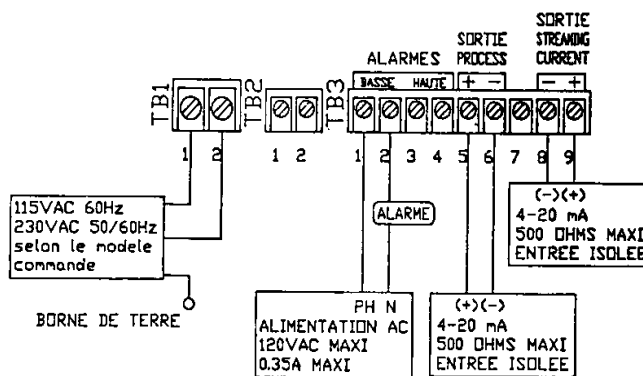 SORTIE
STREAMING
CURRENT
SORTIE
PROCESS
ALARMES
BASSE HAUTE + − − +
TB1
TB2
TB3
1 2
1 2
1 2 3 4 5 6 7 8 9
115VAC 60Hz
230VAC 50/60Hz
selon le modele
commande
BORNE DE TERRE
ALARME
(-)(+)
4-20 mA
500 OHMS MAXI
ENTREE ISOLEE
PH N
ALIMENTATION AC
120VAC MAXI
0.35A MAXI
(+)(-)
4-20 mA
500 OHMS MAXI
ENTREE ISOLEE